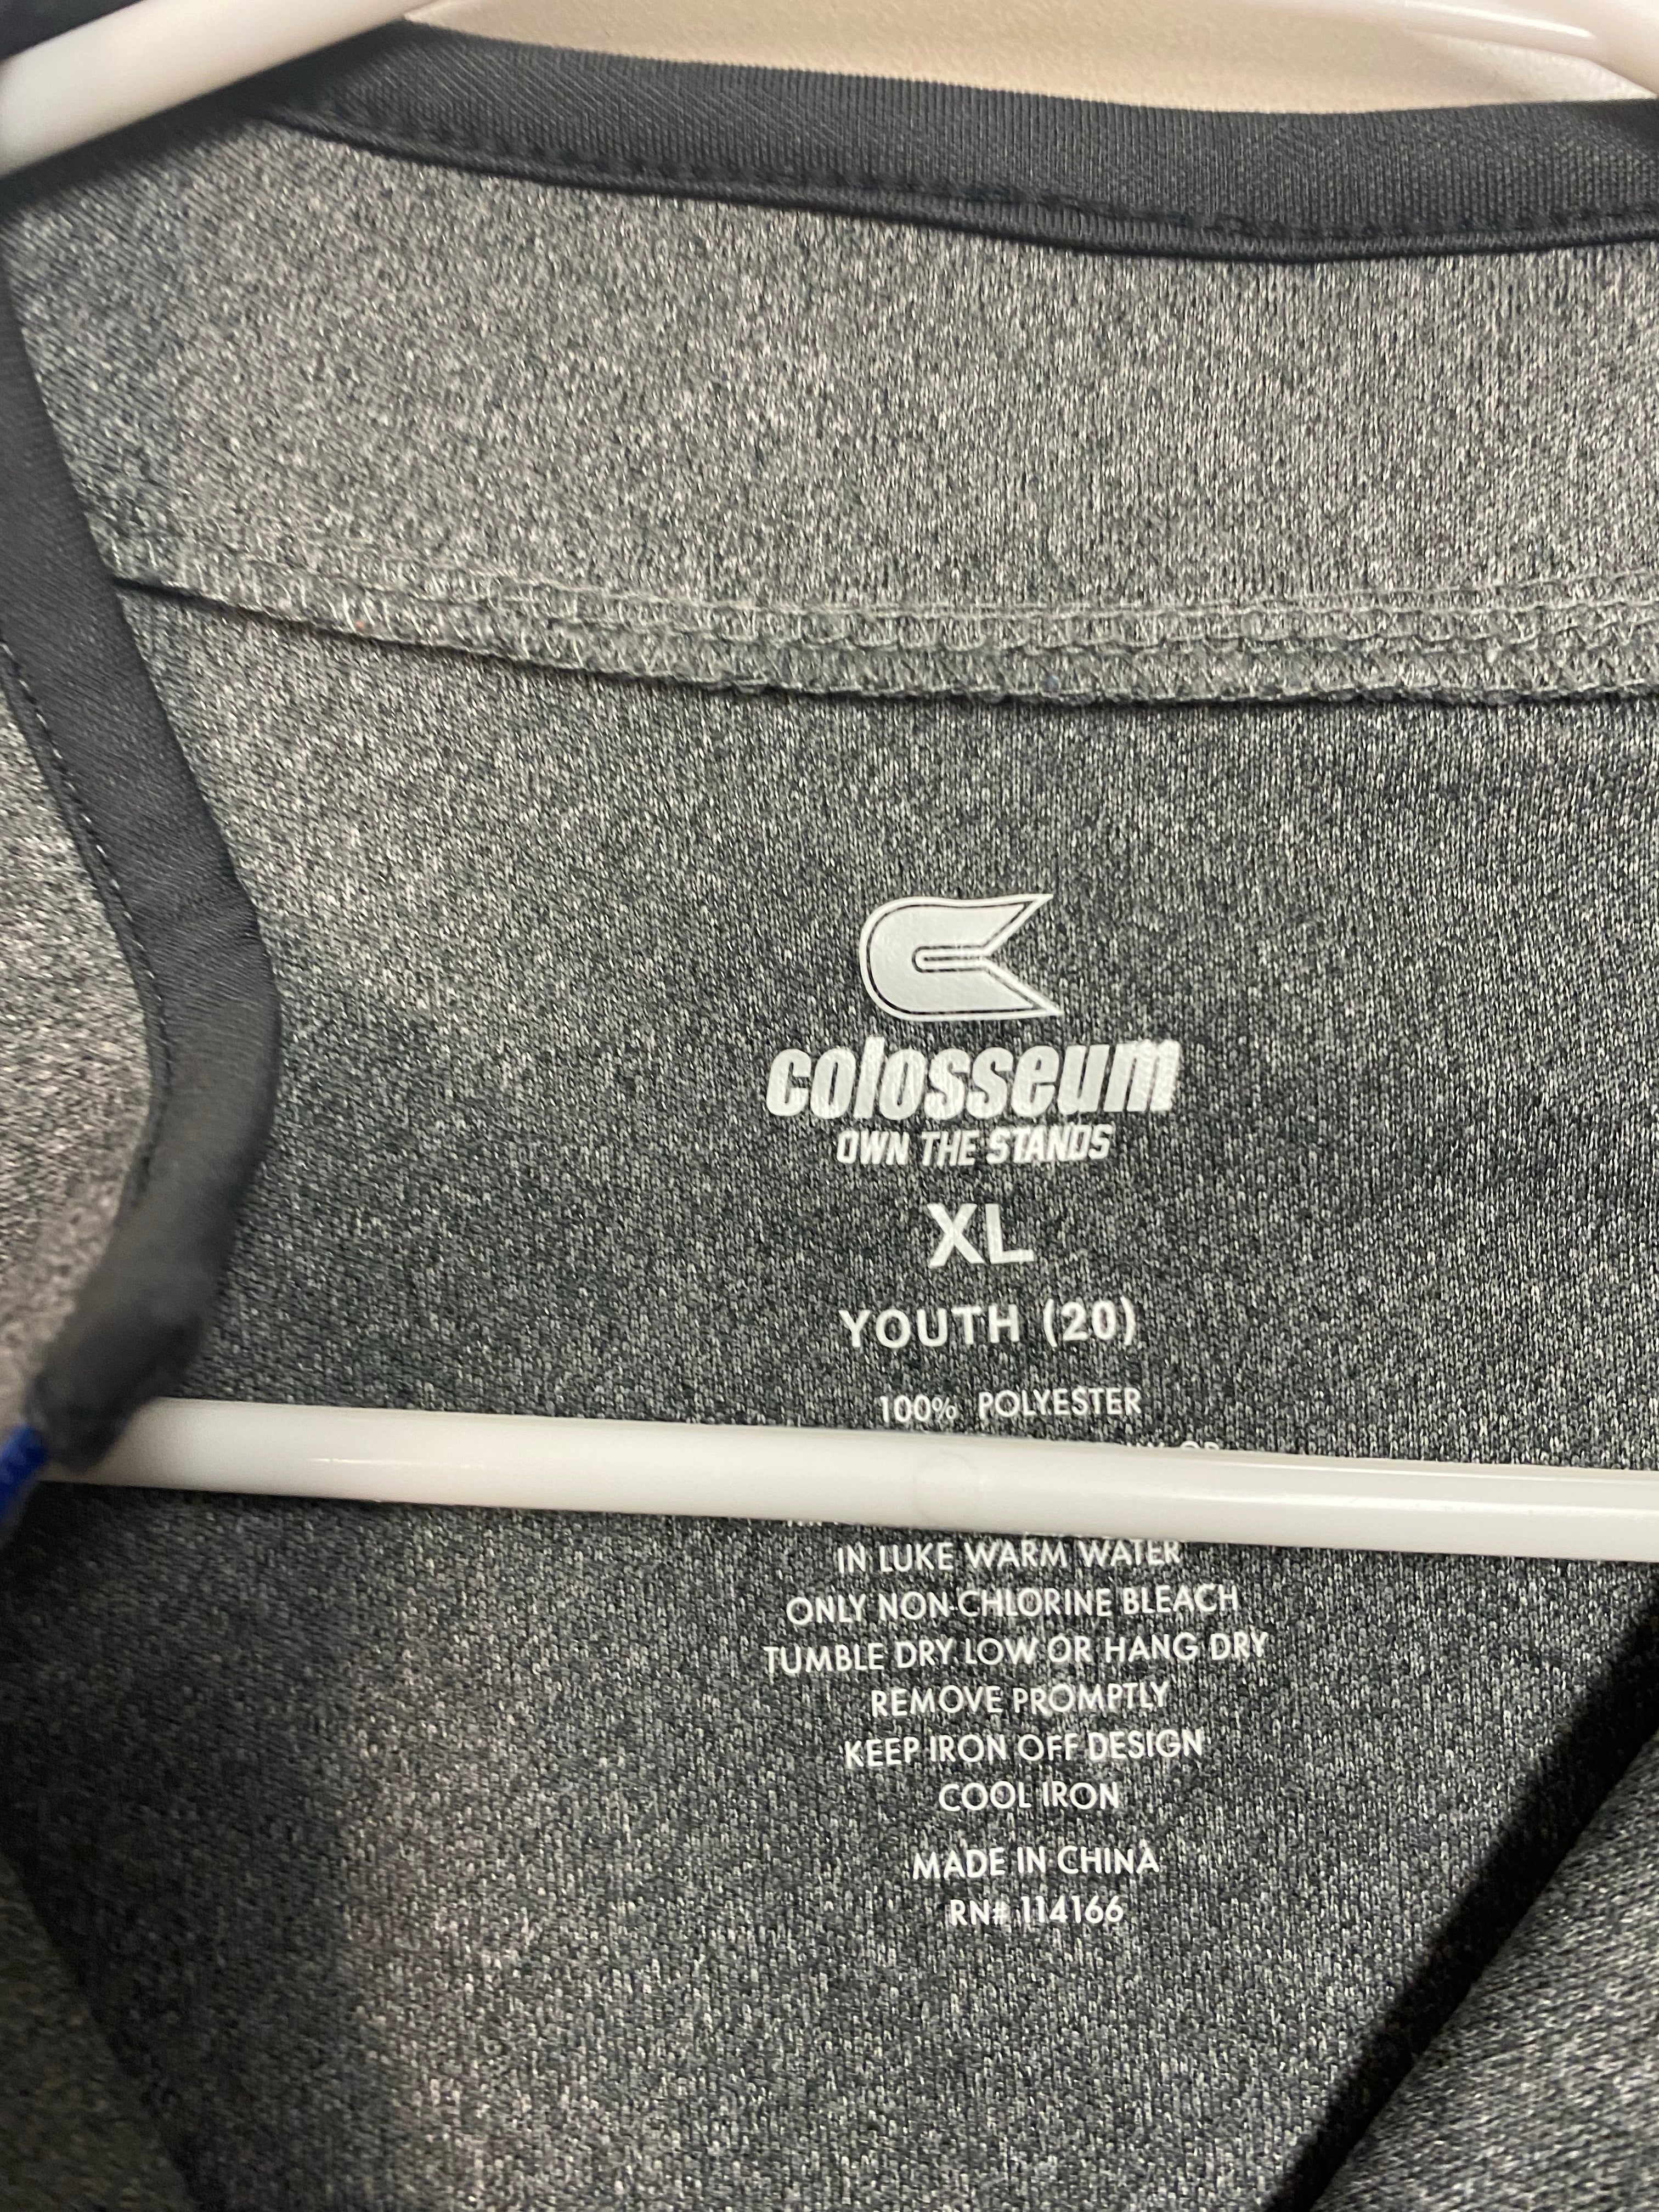 colosseum
OWN THE STANDS
XL
YOUTH (20)
100% POLYESTER
IN LUKE WARM WATER
ONLY NON-CHLORINE BLEACH
TUMBLE DRY LOW OR HANG DRY
REMOVE PROMPTLY
KEEP IRON OFF DESIGN
COOL IRON
MADE IN CHINA
RN# 114166